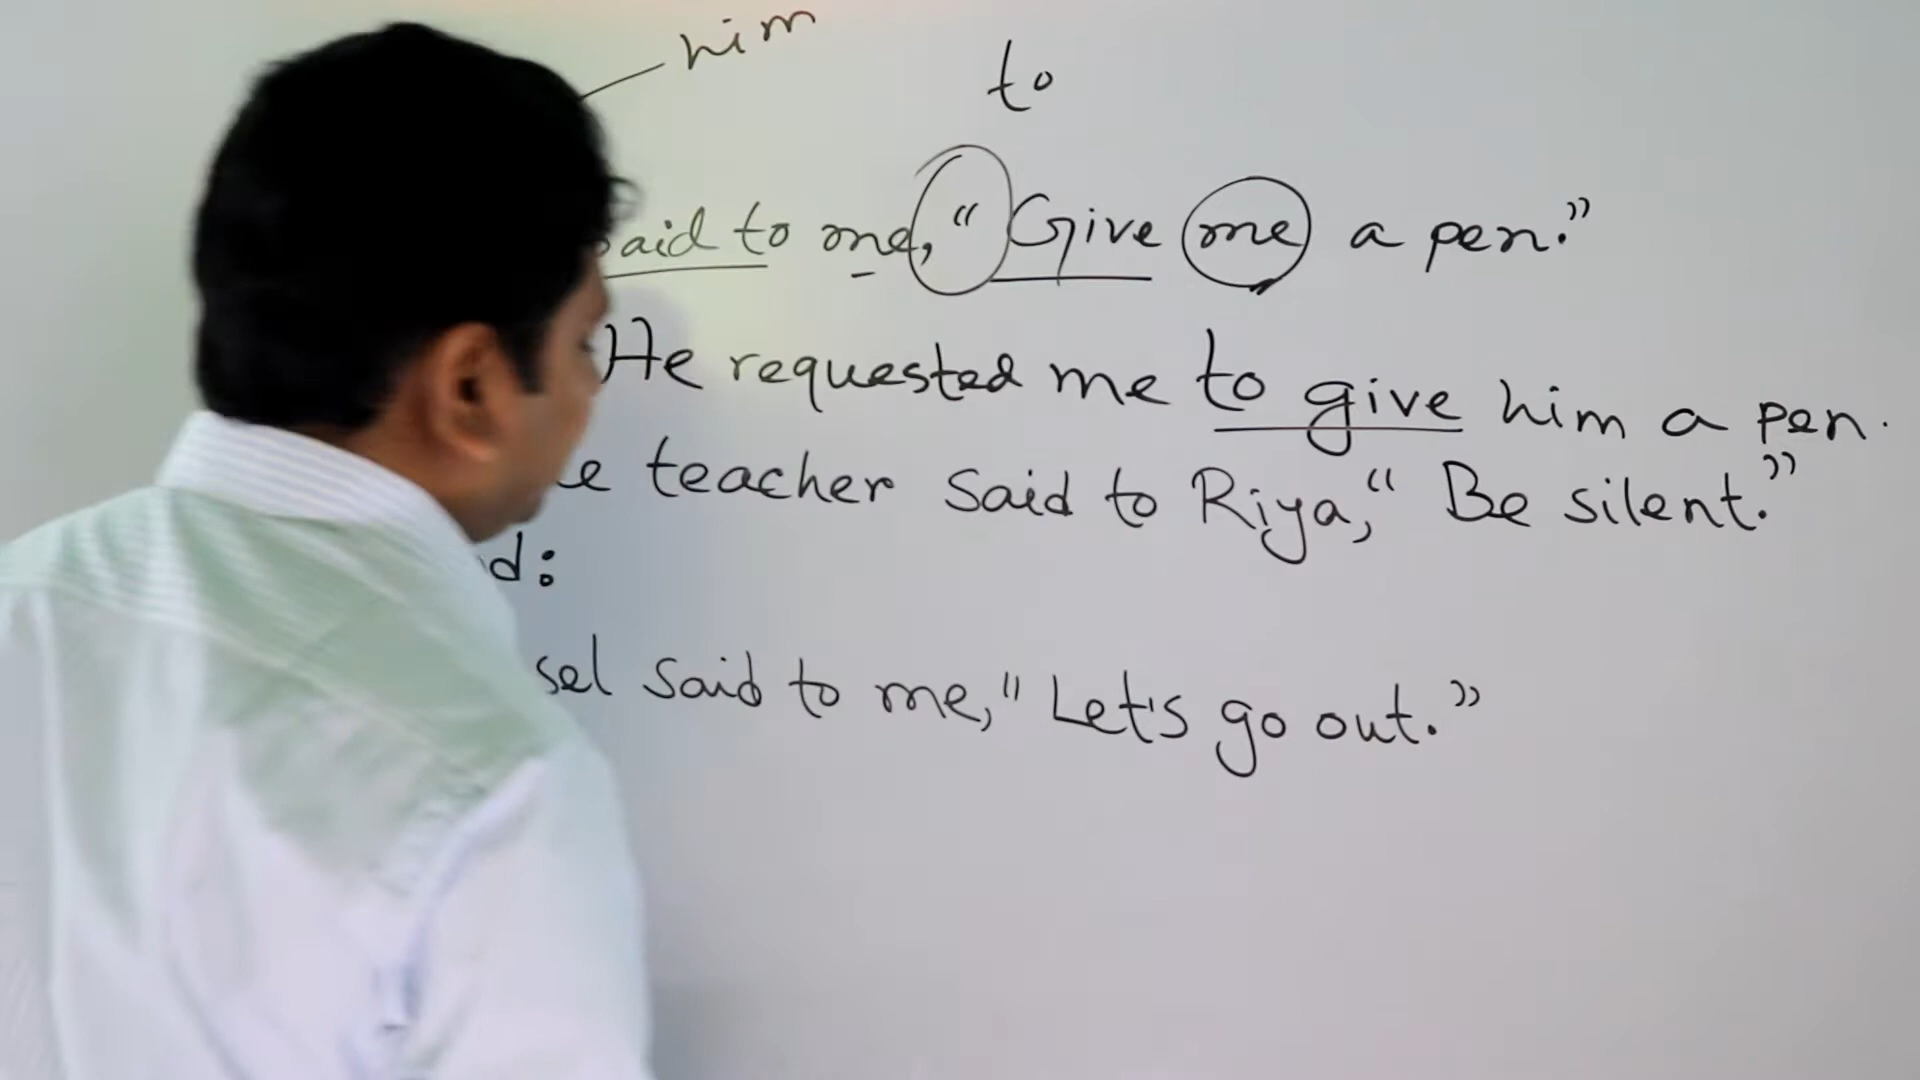 him
to
said to me, "Give me a pen."
He requested me to give him a pen.
teacher said to Riya, "Be silent."
said to me, "Let's go out."